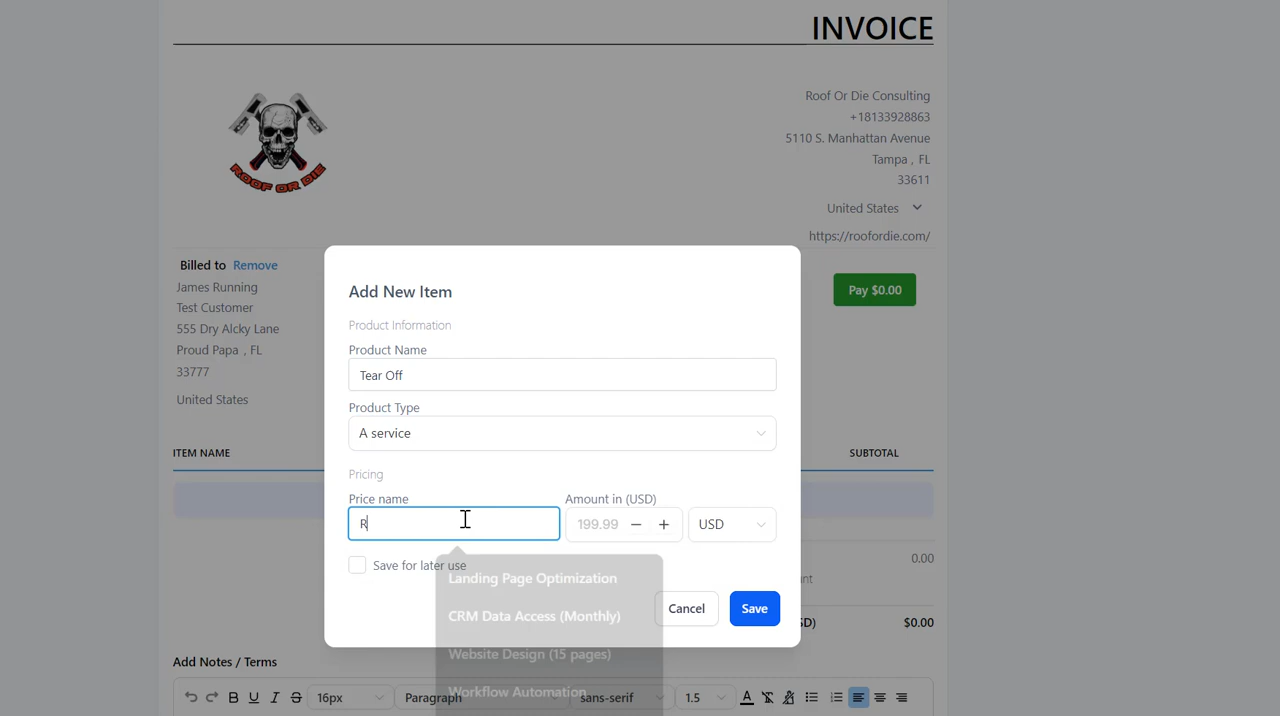 INVOICE
ROOF OR DIE
Roof Or Die Consulting
+18133928863
5110 S. Manhattan Avenue
Tampa , FL
33611
United States
https://roofordie.com/
Billed to Remove
James Running
Test Customer
555 Dry Alcky Lane
Proud Papa , FL
33777
United States
Pay $0.00
ITEM NAME
SUBTOTAL
Add New Item
Product Information
Product Name
Tear Off
Product Type
A service
Pricing
Price name
Amount in (USD)
R
199.99
USD
Save for later use
Landing Page Optimization
CRM Data Access (Monthly)
Website Design (15 pages)
Workflow Automation
Cancel
Save
0.00
$0.00
Add Notes / Terms
B U I S 16px Paragraph sans-serif 1.5 A